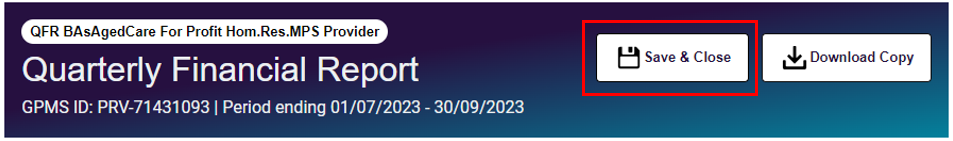 QFR BAsAgedCare For Profit Hom.Res.MPS Provider
Quarterly Financial Report
GPMS ID: PRV-71431093 | Period ending 01/07/2023 - 30/09/2023
Save & Close
Download Copy